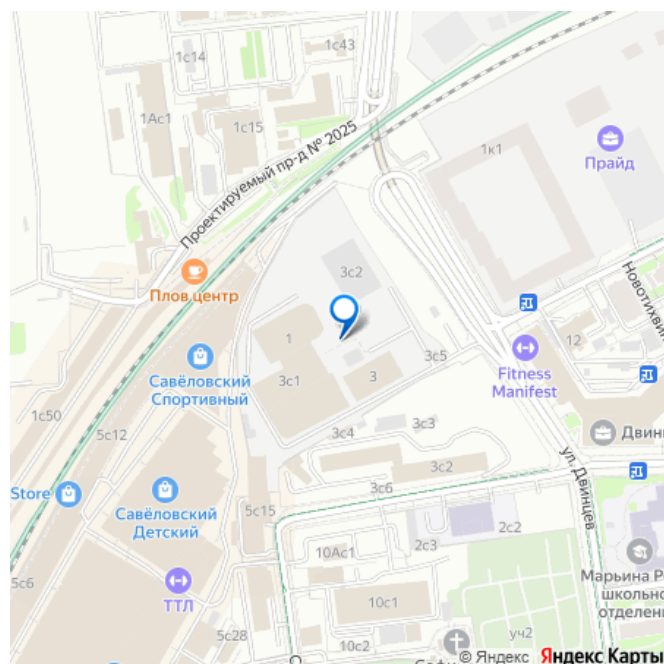 1с43
1с14
1Ас1
1с15
Проектируемый пр-д № 2025
1к1
Прайд
3с2
Плов центр
1
12
Fitness
Manifest
3с5
Савёловский
Спортивный
3с1
3
1с50
5с12
3с4
3с3
Двинц
ул. Двинцев
3с2
Store
3с6
Савёловский
Детский
5с15
2с2
2с3
10Ас1
5с6
ТТЛ
Марьина Р
школьно
отделени
10с1
5с28
10с2
уч2
© Яндекс Яндекс Карты